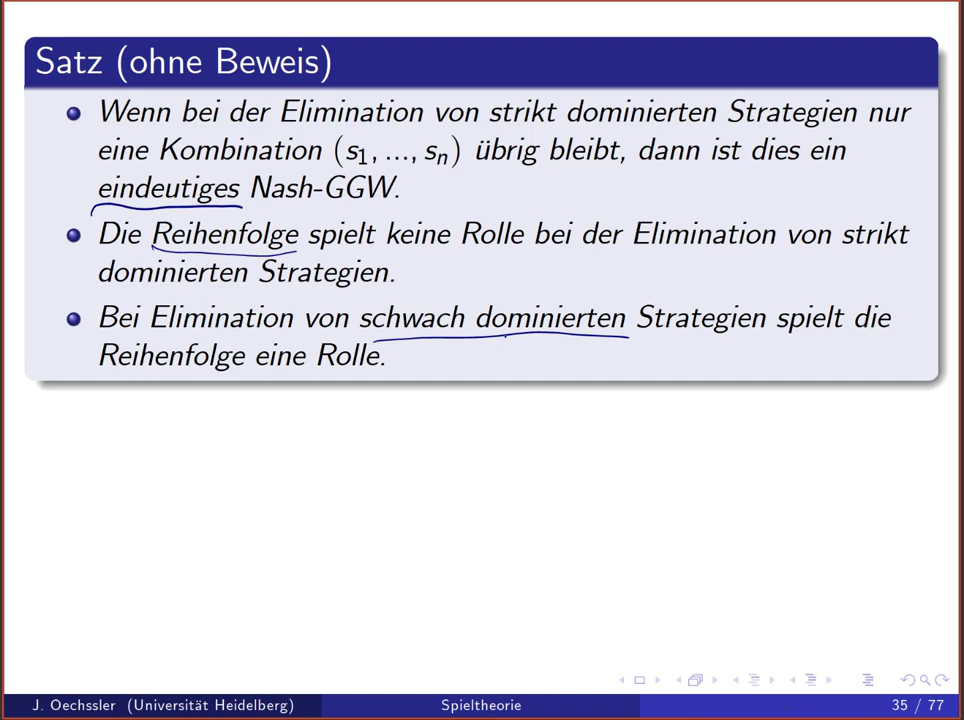 Satz (ohne Beweis)
Wenn bei der Elimination von strikt dominierten Strategien nur
eine Kombination (s₁, ..., sₙ) übrig bleibt, dann ist dies ein
eindeutiges Nash-GGW.
Die Reihenfolge spielt keine Rolle bei der Elimination von strikt
dominierten Strategien.
Bei Elimination von schwach dominierten Strategien spielt die
Reihenfolge eine Rolle.
J. Oechssler (Universität Heidelberg)
Spieltheorie
35 / 77